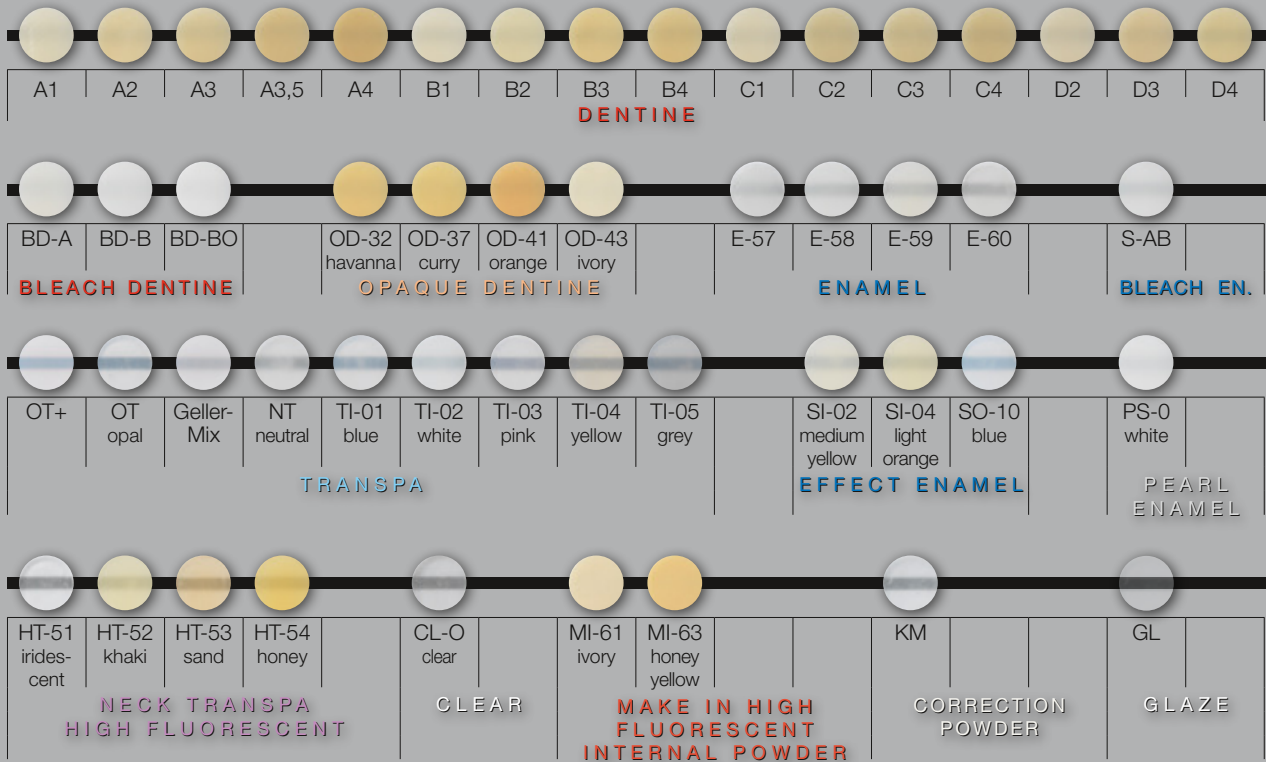 A1 A2 A3 A3,5 A4 B1 B2 B3 B4 C1 C2 C3 C4 D2 D3 D4
DENTINE
BD-A BD-B BD-BO OD-32 OD-37 OD-41 OD-43 E-57 E-58 E-59 E-60 S-AB
havanna curry orange ivory
BLEACH DENTINE OPAQUE DENTINE ENAMEL BLEACH EN.
OT+ OT Geller- NT TI-01 TI-02 TI-03 TI-04 TI-05 SI-02 SI-04 SO-10 PS-0
opal Mix neutral blue white pink yellow grey medium light blue white
yellow orange
TRANSPA EFFECT ENAMEL PEARL
ENAMEL
HT-51 HT-52 HT-53 HT-54 CL-O MI-61 MI-63 KM GL
irides- khaki sand honey clear ivory honey
cent yellow
NECK TRANSPA CLEAR MAKE IN HIGH CORRECTION GLAZE
HIGH FLUORESCENT FLUORESCENT POWDER
INTERNAL POWDER